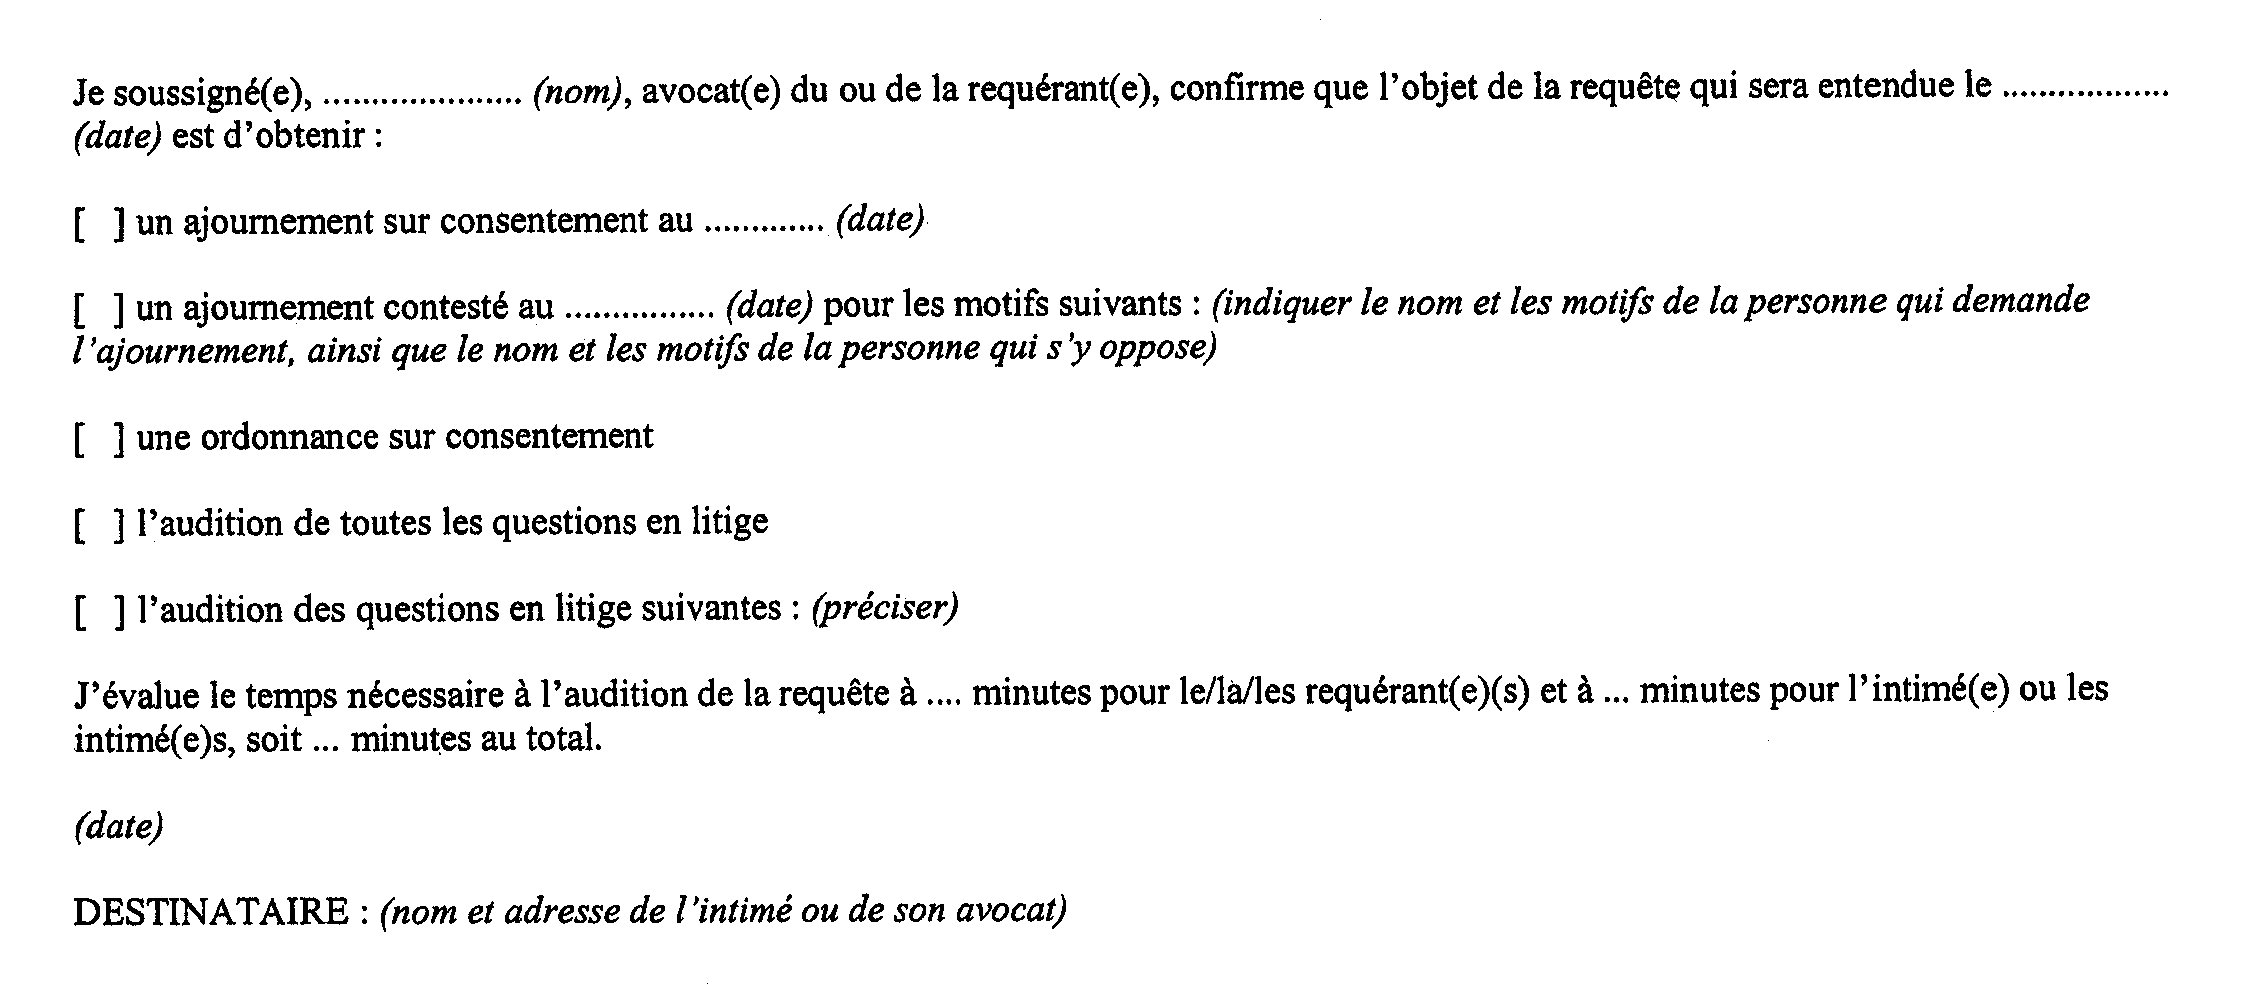 Je soussigné(e), ..................... (nom), avocat(e) du ou de la requérant(e), confirme que l'objet de la requête qui sera entendue le ..................
(date) est d'obtenir :
[ ] un ajournement sur consentement au ............. (date)
[ ] un ajournement contesté au ................ (date) pour les motifs suivants : (indiquer le nom et les motifs de la personne qui demande
l'ajournement, ainsi que le nom et les motifs de la personne qui s'y oppose)
[ ] une ordonnance sur consentement
[ ] l'audition de toutes les questions en litige
[ ] l'audition des questions en litige suivantes : (préciser)
J'évalue le temps nécessaire à l'audition de la requête à .... minutes pour le/la/les requérant(e)(s) et à ... minutes pour l'intimé(e) ou les
intimé(e)s, soit ... minutes au total.
(date)
DESTINATAIRE : (nom et adresse de l'intimé ou de son avocat)